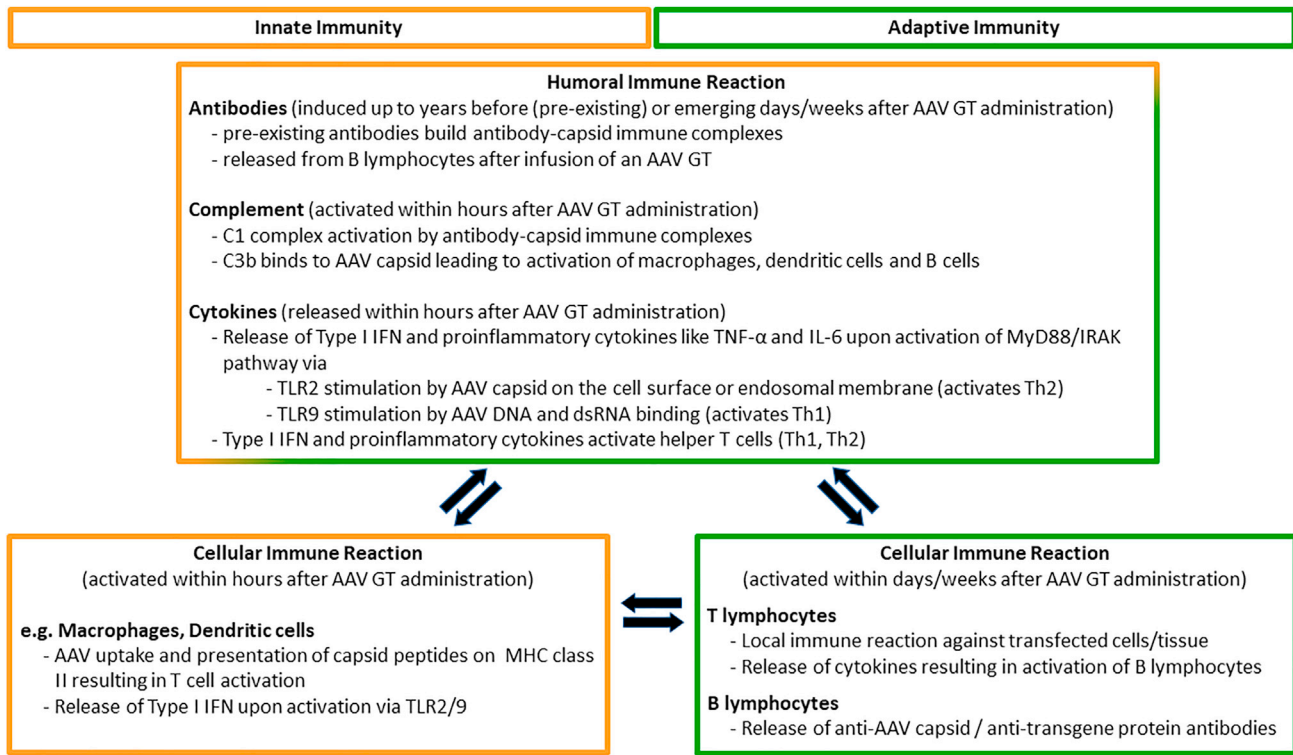 Innate Immunity
Adaptive Immunity
Humoral Immune Reaction
Antibodies (induced up to years before (pre-existing) or emerging days/weeks after AAV GT administration)
- pre-existing antibodies build antibody-capsid immune complexes
- released from B lymphocytes after infusion of an AAV GT
Complement (activated within hours after AAV GT administration)
- C1 complex activation by antibody-capsid immune complexes
- C3b binds to AAV capsid leading to activation of macrophages, dendritic cells and B cells
Cytokines (released within hours after AAV GT administration)
- Release of Type I IFN and proinflammatory cytokines like TNF-α and IL-6 upon activation of MyD88/IRAK
pathway via
- TLR2 stimulation by AAV capsid on the cell surface or endosomal membrane (activates Th2)
- TLR9 stimulation by AAV DNA and dsRNA binding (activates Th1)
- Type I IFN and proinflammatory cytokines activate helper T cells (Th1, Th2)
Cellular Immune Reaction
(activated within hours after AAV GT administration)
e.g. Macrophages, Dendritic cells
- AAV uptake and presentation of capsid peptides on MHC class
II resulting in T cell activation
- Release of Type I IFN upon activation via TLR2/9
Cellular Immune Reaction
(activated within days/weeks after AAV GT administration)
T lymphocytes
- Local immune reaction against transfected cells/tissue
- Release of cytokines resulting in activation of B lymphocytes
B lymphocytes
- Release of anti-AAV capsid / anti-transgene protein antibodies